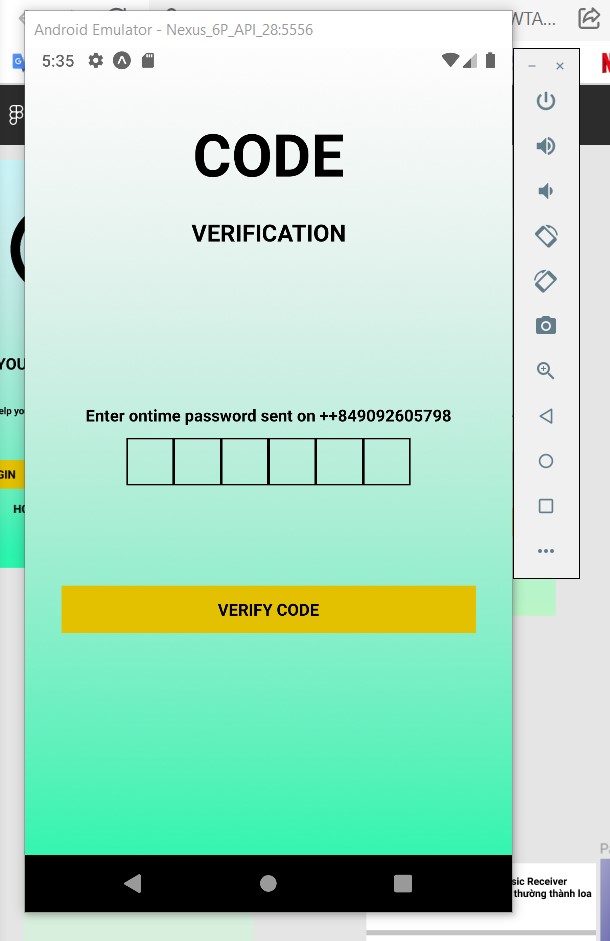 WTA...
Android Emulator - Nexus_6P_API_28:5556
5:35
CODE
VERIFICATION
YOU
elp yo
GIN
HO
Enter ontime password sent on ++849092605798
VERIFY CODE
sic Receiver
thường thành loa